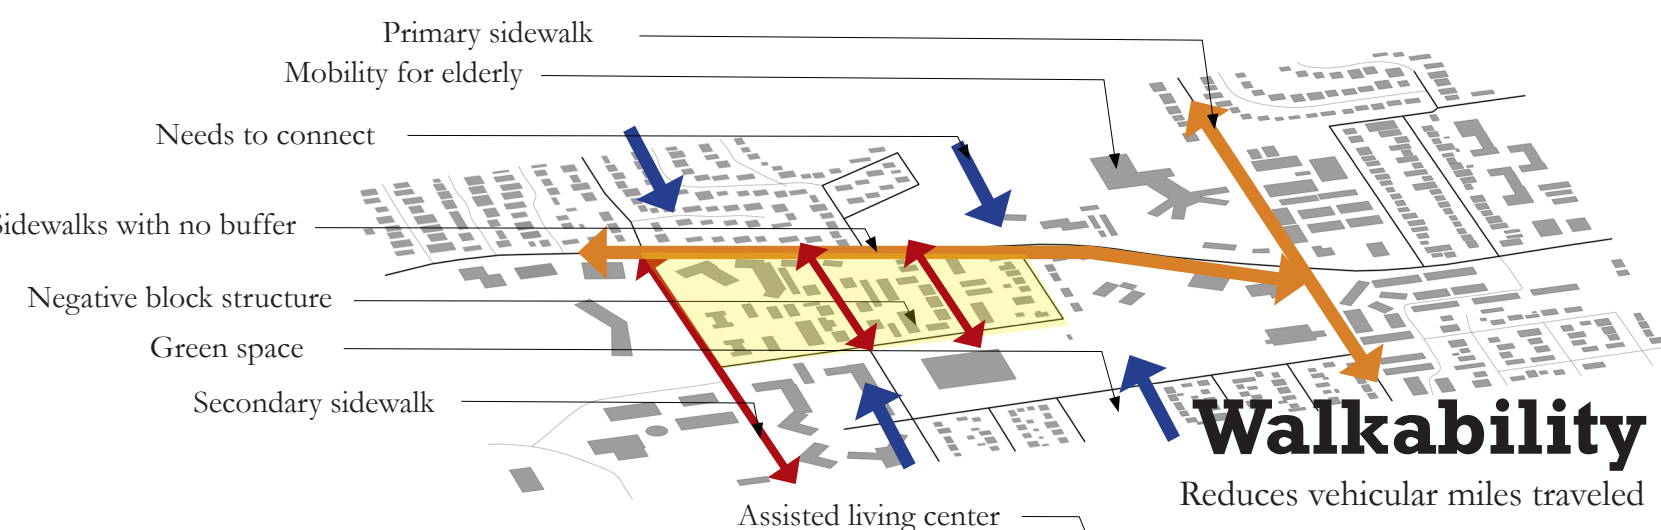 Primary sidewalk
Mobility for elderly
Needs to connect
Sidewalks with no buffer
Negative block structure
Green space
Secondary sidewalk
Walkability
Reduces vehicular miles traveled
Assisted living center